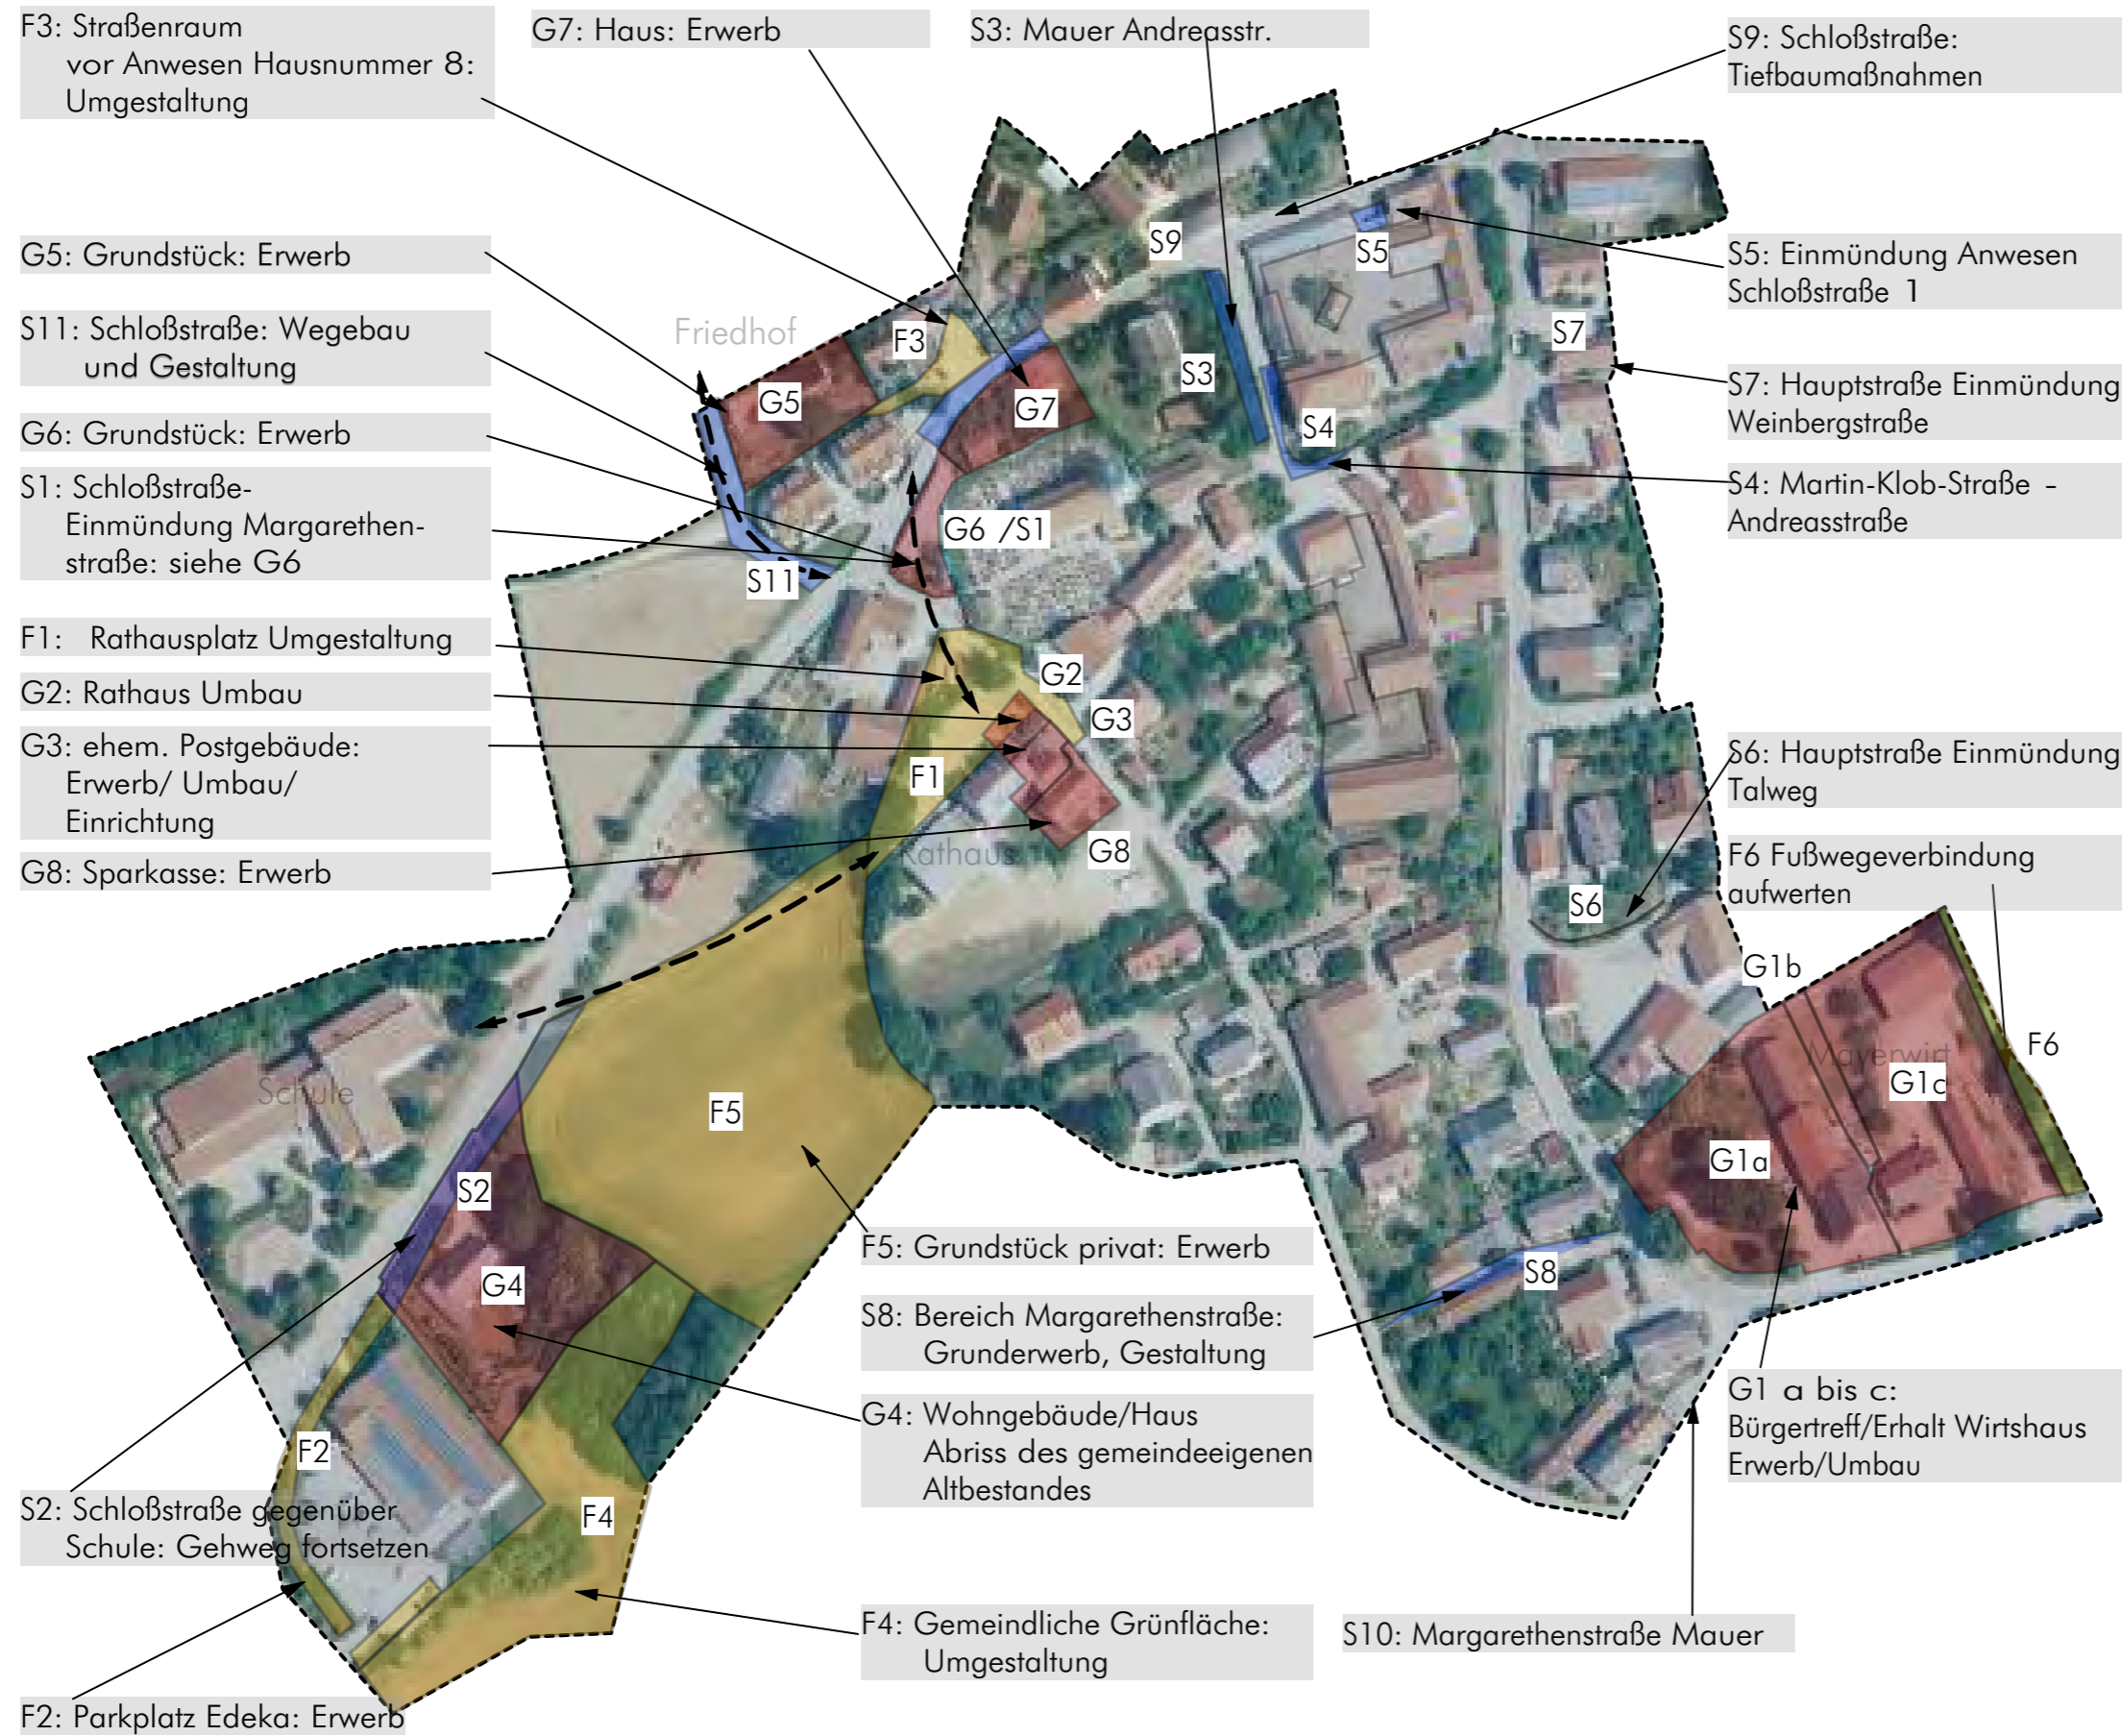 F3: Straßenraum
vor Anwesen Hausnummer 8:
Umgestaltung
G7: Haus: Erwerb
S3: Mauer Andreasstr.
S9: Schloßstraße:
Tiefbaumaßnahmen
G5: Grundstück: Erwerb
S11: Schloßstraße: Wegebau
und Gestaltung
G6: Grundstück: Erwerb
S1: Schloßstraße-
Einmündung Margarethen-
straße: siehe G6
F1: Rathausplatz Umgestaltung
G2: Rathaus Umbau
G3: ehem. Postgebäude:
Erwerb/ Umbau/
Einrichtung
G8: Sparkasse: Erwerb
S5: Einmündung Anwesen
Schloßstraße 1
S7: Hauptstraße Einmündung
Weinbergstraße
S4: Martin-Klob-Straße -
Andreasstraße
S6: Hauptstraße Einmündung
Talweg
F6 Fußwegeverbindung
aufwerten
Friedhof
S9
S5
S7
F3
G5
G7
S3
S4
G6 /S1
S11
G2
G3
F1
Rathaus
G8
S6
G1b
Mayerwirt
F6
G1c
G1a
Schule
F5
S2
G4
S8
F2
F4
F5: Grundstück privat: Erwerb
S8: Bereich Margarethenstraße:
Grunderwerb, Gestaltung
G4: Wohngebäude/Haus
Abriss des gemeindeeigenen
Altbestandes
G1 a bis c:
Bürgertreff/Erhalt Wirtshaus
Erwerb/Umbau
S2: Schloßstraße gegenüber
Schule: Gehweg fortsetzen
F4: Gemeindliche Grünfläche:
Umgestaltung
S10: Margarethenstraße Mauer
F2: Parkplatz Edeka: Erwerb